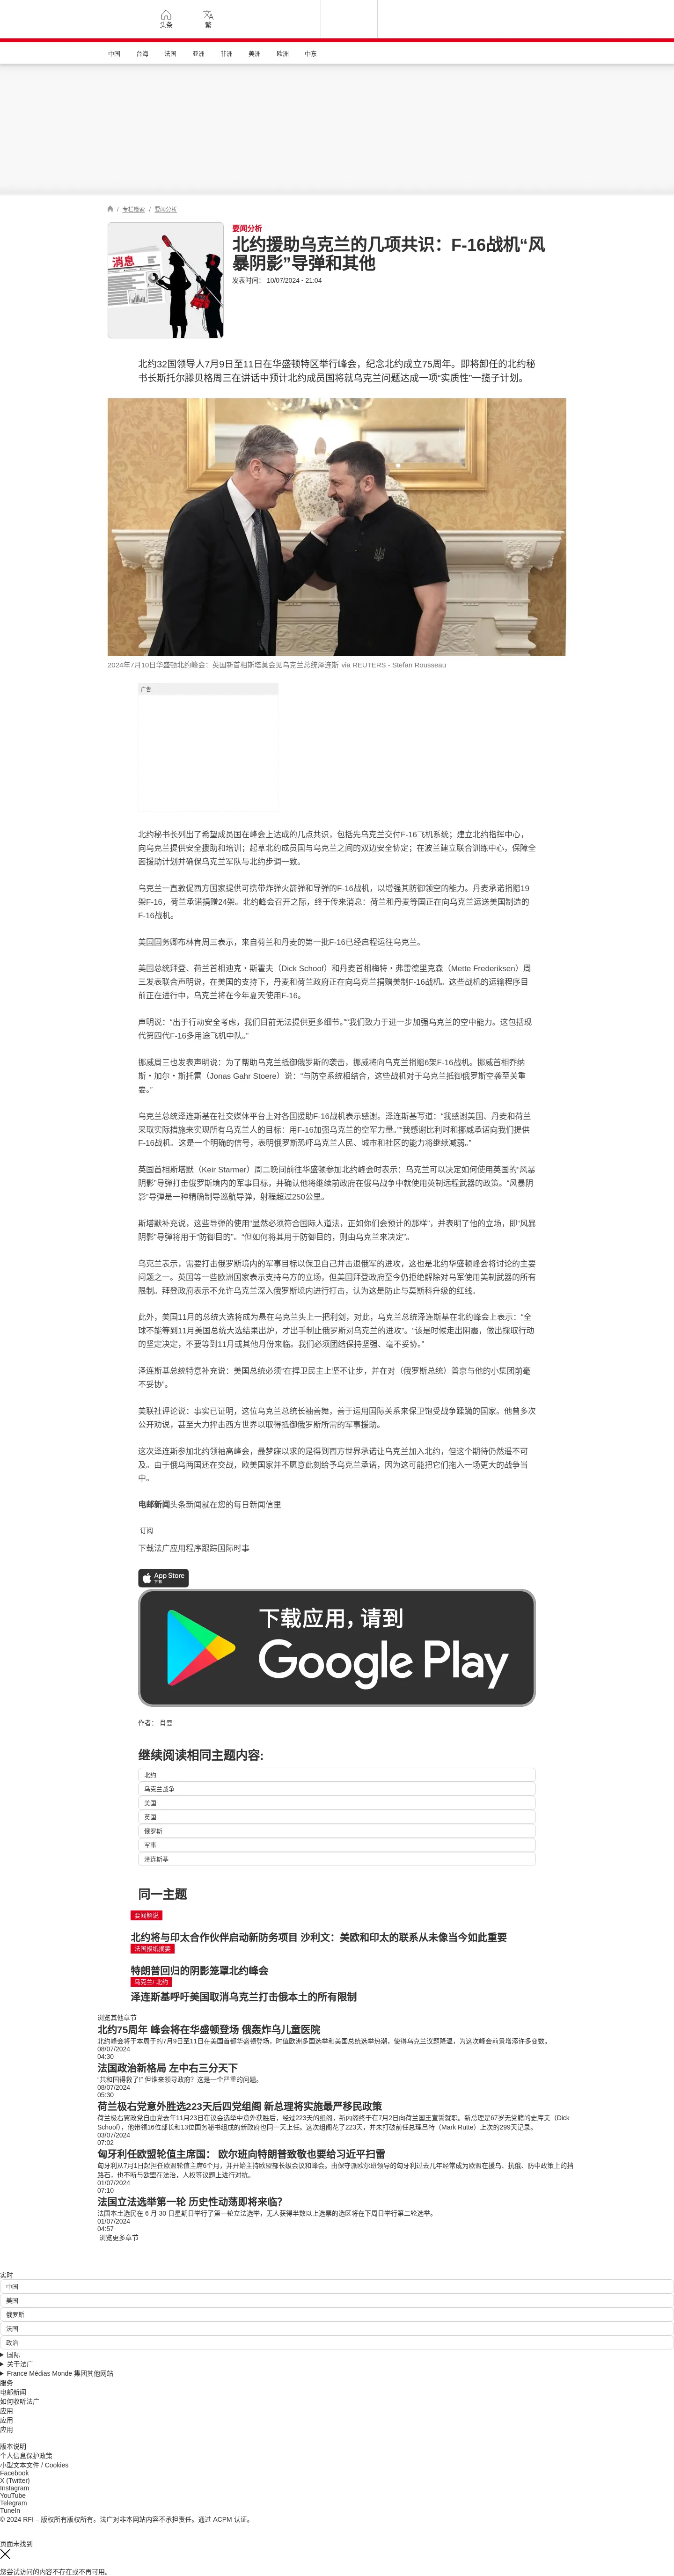 头条
繁
中国
台海
法国
亚洲
非洲
美洲
欧洲
中东
/ 专栏检索 / 要闻分析
消息
要闻分析
北约援助乌克兰的几项共识：F-16战机“风
暴阴影”导弹和其他
发表时间： 10/07/2024 - 21:04
北约32国领导人7月9日至11日在华盛顿特区举行峰会，纪念北约成立75周年。即将卸任的北约秘
书长斯托尔滕贝格周三在讲话中预计北约成员国将就乌克兰问题达成一项“实质性”一揽子计划。
2024年7月10日华盛顿北约峰会：英国新首相斯塔莫会见乌克兰总统泽连斯 via REUTERS - Stefan Rousseau
广告
北约秘书长列出了希望成员国在峰会上达成的几点共识，包括先乌克兰交付F-16飞机系统；建立北约指挥中心，
向乌克兰提供安全援助和培训；起草北约成员国与乌克兰之间的双边安全协定；在波兰建立联合训练中心，保障全
面援助计划并确保乌克兰军队与北约步调一致。
乌克兰一直敦促西方国家提供可携带炸弹火箭弹和导弹的F-16战机，以增强其防御领空的能力。丹麦承诺捐赠19
架F-16，荷兰承诺捐赠24架。北约峰会召开之际，终于传来消息：荷兰和丹麦等国正在向乌克兰运送美国制造的
F-16战机。
美国国务卿布林肯周三表示，来自荷兰和丹麦的第一批F-16已经启程运往乌克兰。
美国总统拜登、荷兰首相迪克・斯霍夫（Dick Schoof）和丹麦首相梅特・弗雷德里克森（Mette Frederiksen）周
三发表联合声明说，在美国的支持下，丹麦和荷兰政府正在向乌克兰捐赠美制F-16战机。这些战机的运输程序目
前正在进行中，乌克兰将在今年夏天使用F-16。
声明说：“出于行动安全考虑，我们目前无法提供更多细节。”“我们致力于进一步加强乌克兰的空中能力。这包括现
代第四代F-16多用途飞机中队。”
挪威周三也发表声明说：为了帮助乌克兰抵御俄罗斯的袭击，挪威将向乌克兰捐赠6架F-16战机。挪威首相乔纳
斯・加尔・斯托雷（Jonas Gahr Stoere）说：“与防空系统相结合，这些战机对于乌克兰抵御俄罗斯空袭至关重
要。”
乌克兰总统泽连斯基在社交媒体平台上对各国援助F-16战机表示感谢。泽连斯基写道：“我感谢美国、丹麦和荷兰
采取实际措施来实现所有乌克兰人的目标：用F-16加强乌克兰的空军力量。”“我感谢比利时和挪威承诺向我们提供
F-16战机。这是一个明确的信号，表明俄罗斯恐吓乌克兰人民、城市和社区的能力将继续减弱。”
英国首相斯塔默（Keir Starmer）周二晚间前往华盛顿参加北约峰会时表示：乌克兰可以决定如何使用英国的“风暴
阴影”导弹打击俄罗斯境内的军事目标，并确认他将继续前政府在俄乌战争中就使用英制远程武器的政策。“风暴阴
影”导弹是一种精确制导巡航导弹，射程超过250公里。
斯塔默补充说，这些导弹的使用“显然必须符合国际人道法，正如你们会预计的那样”，并表明了他的立场，即“风暴
阴影”导弹将用于“防御目的”。“但如何将其用于防御目的，则由乌克兰来决定”。
乌克兰表示，需要打击俄罗斯境内的军事目标以保卫自己并击退俄军的进攻，这也是北约华盛顿峰会将讨论的主要
问题之一。英国等一些欧洲国家表示支持乌方的立场，但美国拜登政府至今仍拒绝解除对乌军使用美制武器的所有
限制。拜登政府表示不允许乌克兰深入俄罗斯境内进行打击，认为这是防止与莫斯科升级的红线。
此外，美国11月的总统大选将成为悬在乌克兰头上一把利剑，对此，乌克兰总统泽连斯基在北约峰会上表示：“全
球不能等到11月美国总统大选结果出炉，才出手制止俄罗斯对乌克兰的进攻”。“该是时候走出阴霾，做出採取行动
的坚定决定，不要等到11月或其他月份来临。我们必须团结保持坚强、毫不妥协。”
泽连斯基总统特意补充说：美国总统必须“在捍卫民主上坚不让步，并在对（俄罗斯总统）普京与他的小集团前毫
不妥协”。
美联社评论说：事实已证明，这位乌克兰总统长袖善舞，善于运用国际关系来保卫饱受战争蹂躏的国家。他曾多次
公开劝说，甚至大力抨击西方世界以取得抵御俄罗斯所需的军事援助。
这次泽连斯参加北约领袖高峰会，最梦寐以求的是得到西方世界承诺让乌克兰加入北约，但这个期待仍然遥不可
及。由于俄乌两国还在交战，欧美国家并不愿意此刻给予乌克兰承诺，因为这可能把它们拖入一场更大的战争当
中。
电邮新闻头条新闻就在您的每日新闻信里
订阅
下载法广应用程序跟踪国际时事
App Store
下载
下载应用，请到
Google Play
作者： 肖曼
继续阅读相同主题内容:
北约
乌克兰战争
美国
英国
俄罗斯
军事
泽连斯基
同一主题
要闻解说
北约将与印太合作伙伴启动新防务项目 沙利文：美欧和印太的联系从未像当今如此重要
法国报纸摘要
特朗普回归的阴影笼罩北约峰会
乌克兰/ 北约
泽连斯基呼吁美国取消乌克兰打击俄本土的所有限制
浏览其他章节
北约75周年 峰会将在华盛顿登场 俄轰炸乌儿童医院
北约峰会将于本周于的7月9日至11日在美国首都华盛顿登场，时值欧洲多国选举和美国总统选举热潮，使得乌克兰议题降温，为这次峰会前景增添许多变数。
08/07/2024
04:30
法国政治新格局 左中右三分天下
“共和国得救了!” 但谁来领导政府？这是一个严重的问题。
08/07/2024
05:30
荷兰极右党意外胜选223天后四党组阁 新总理将实施最严移民政策
荷兰极右翼政党自由党去年11月23日在议会选举中意外获胜后，经过223天的组阁，新内阁终于在7月2日向荷兰国王宣誓就职。新总理是67岁无党籍的史库夫（Dick
Schoof），他带领16位部长和13位国务秘书组成的新政府也同一天上任。这次组阁花了223天，并未打破前任总理吕特（Mark Rutte）上次的299天记录。
03/07/2024
07:02
匈牙利任欧盟轮值主席国： 欧尔班向特朗普致敬也要给习近平扫雷
匈牙利从7月1日起担任欧盟轮值主席6个月，并开始主持欧盟部长级会议和峰会。由保守派欧尔班领导的匈牙利过去几年经常成为欧盟在援乌、抗俄、防中政策上的挡
路石，也不断与欧盟在法治，人权等议题上进行对抗。
01/07/2024
07:10
法国立法选举第一轮 历史性动荡即将来临？
法国本土选民在 6 月 30 日星期日举行了第一轮立法选举，无人获得半数以上选票的选区将在下周日举行第二轮选举。
01/07/2024
04:57
浏览更多章节
实时
中国
美国
俄罗斯
法国
政治
国际
关于法广
France Médias Monde 集团其他网站
服务
电邮新闻
如何收听法广
应用
应用
应用
版本说明
个人信息保护政策
小型文本文件 / Cookies
Facebook
X (Twitter)
Instagram
YouTube
Telegram
TuneIn
© 2024 RFI – 版权所有版权所有。法广对非本网站内容不承担责任。通过 ACPM 认证。
页面未找到
您尝试访问的内容不存在或不再可用。